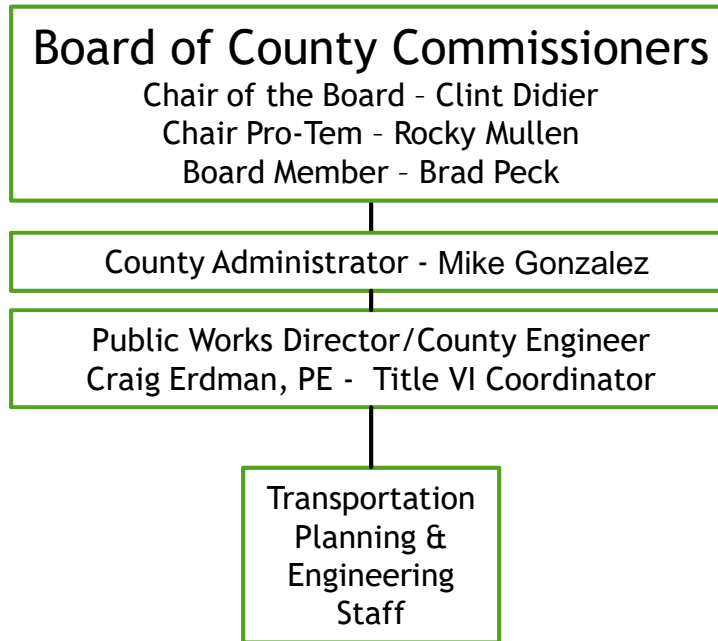 Board of County Commissioners
Chair of the Board – Clint Didier
Chair Pro-Tem – Rocky Mullen
Board Member – Brad Peck
County Administrator - Mike Gonzalez
Public Works Director/County Engineer
Craig Erdman, PE - Title VI Coordinator
Transportation
Planning &
Engineering
Staff